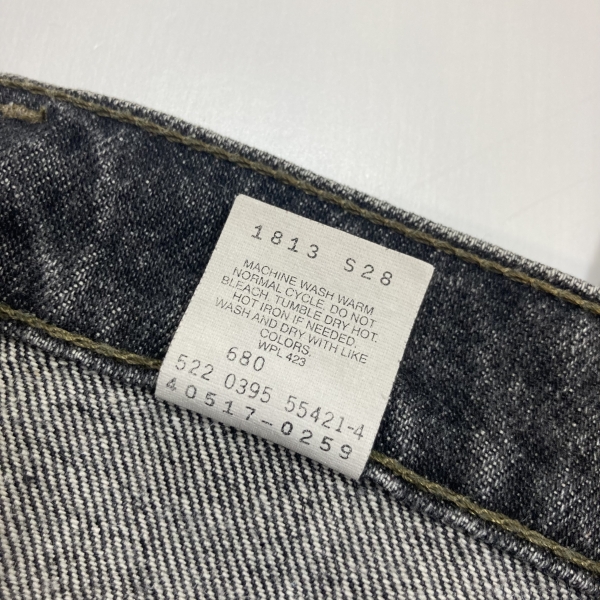 1813 S28
MACHINE WASH WARM
NORMAL CYCLE. DO NOT
BLEACH. TUMBLE DRY HOT.
HOT IRON IF NEEDED.
WASH AND DRY WITH LIKE
COLORS.
WPL 423
680
522 0395 55421-4
40517-0259